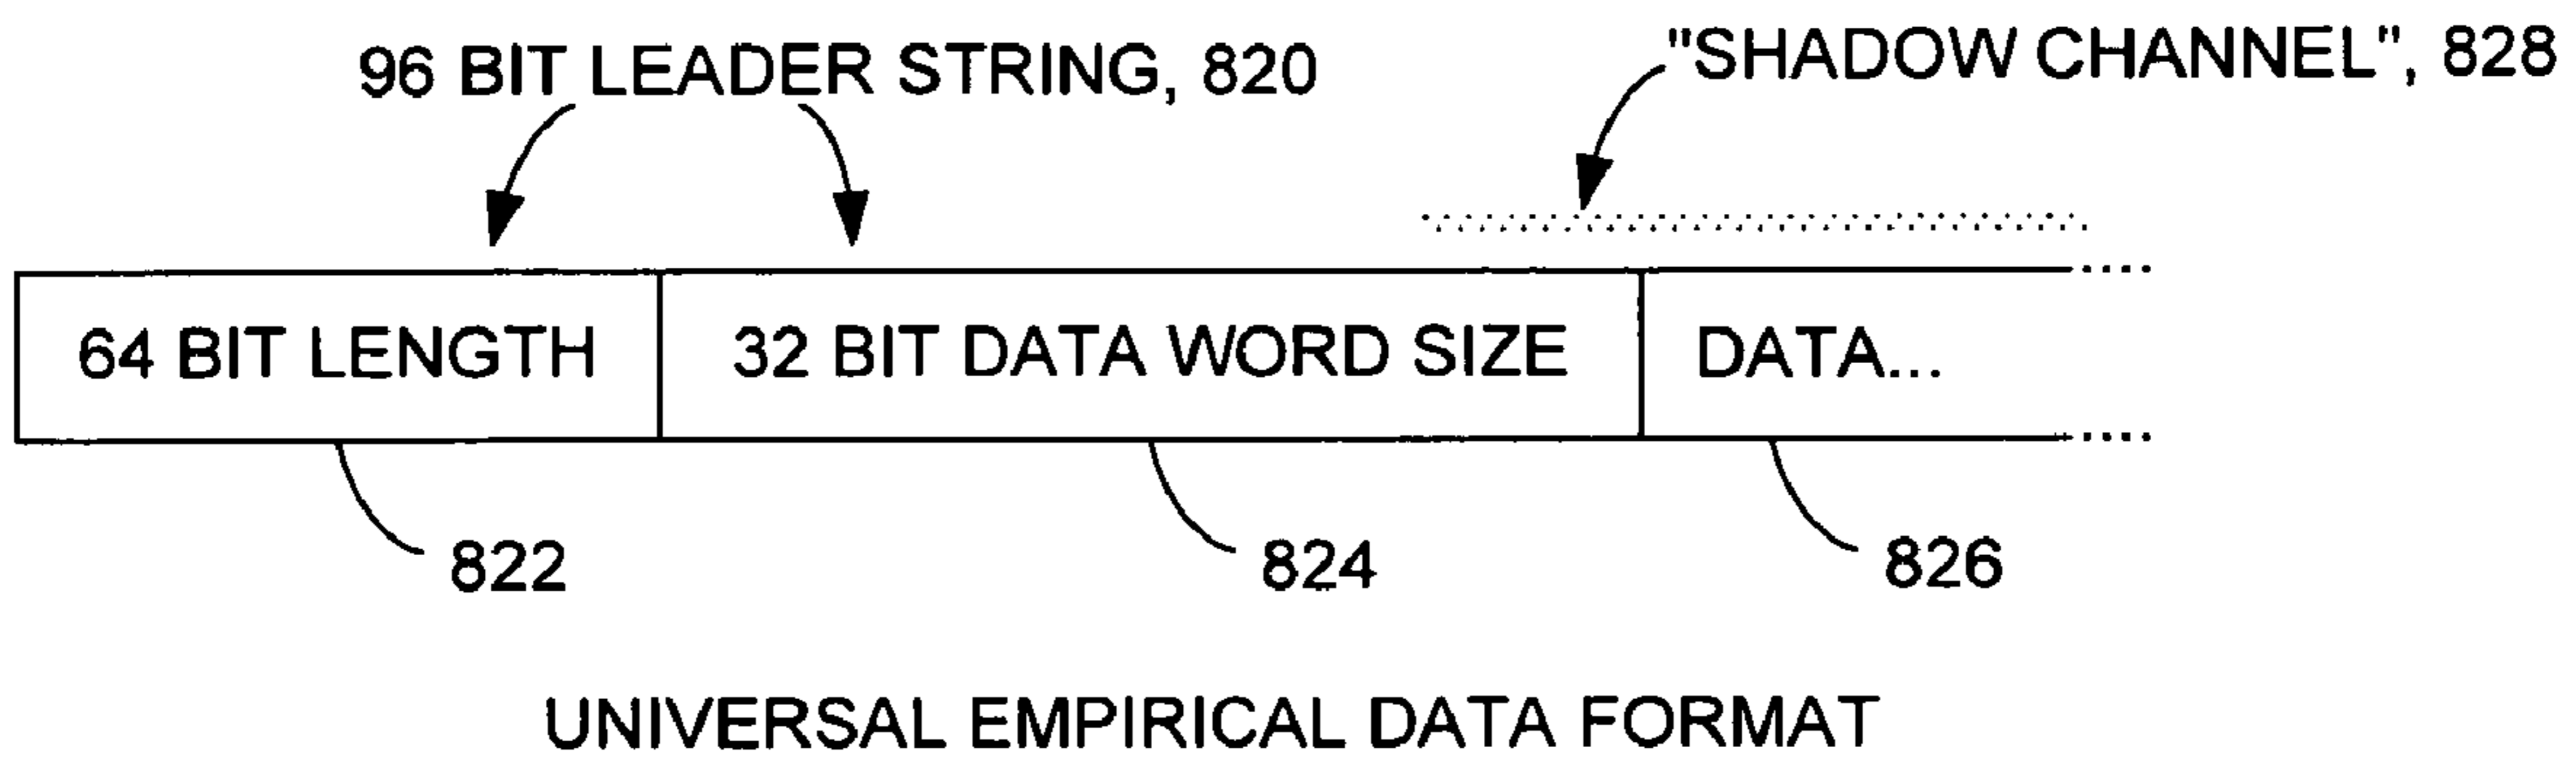 96 BIT LEADER STRING, 820
"SHADOW CHANNEL", 828
64 BIT LENGTH
32 BIT DATA WORD SIZE
DATA...
822
824
826
UNIVERSAL EMPIRICAL DATA FORMAT